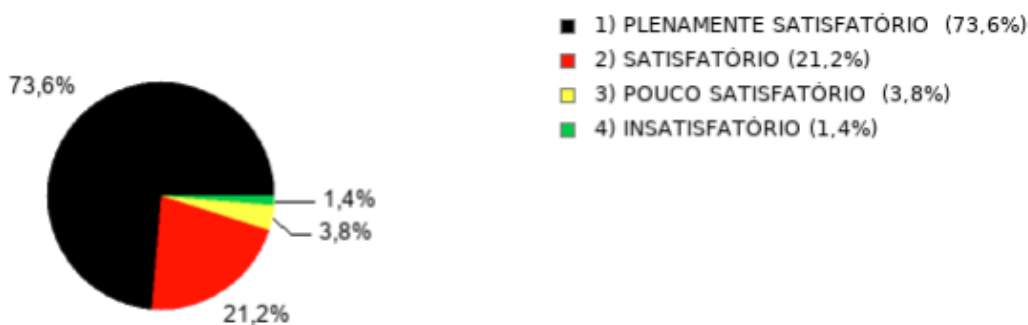 1) PLENAMENTE SATISFATÓRIO (73,6%)
2) SATISFATÓRIO (21,2%)
3) POUCO SATISFATÓRIO (3,8%)
4) INSATISFATÓRIO (1,4%)
73,6%
1,4%
3,8%
21,2%